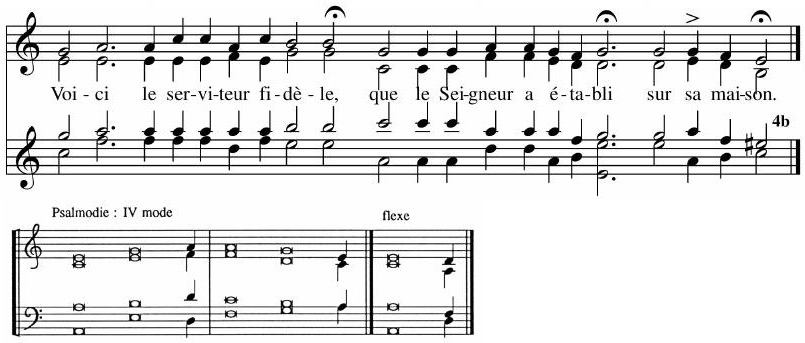 Voi - ci le ser - vi - teur fi - dè - le, que le Sei - gneur a é - ta - bli sur sa mai - son.
4b
Psalmodie : IV mode
flexe